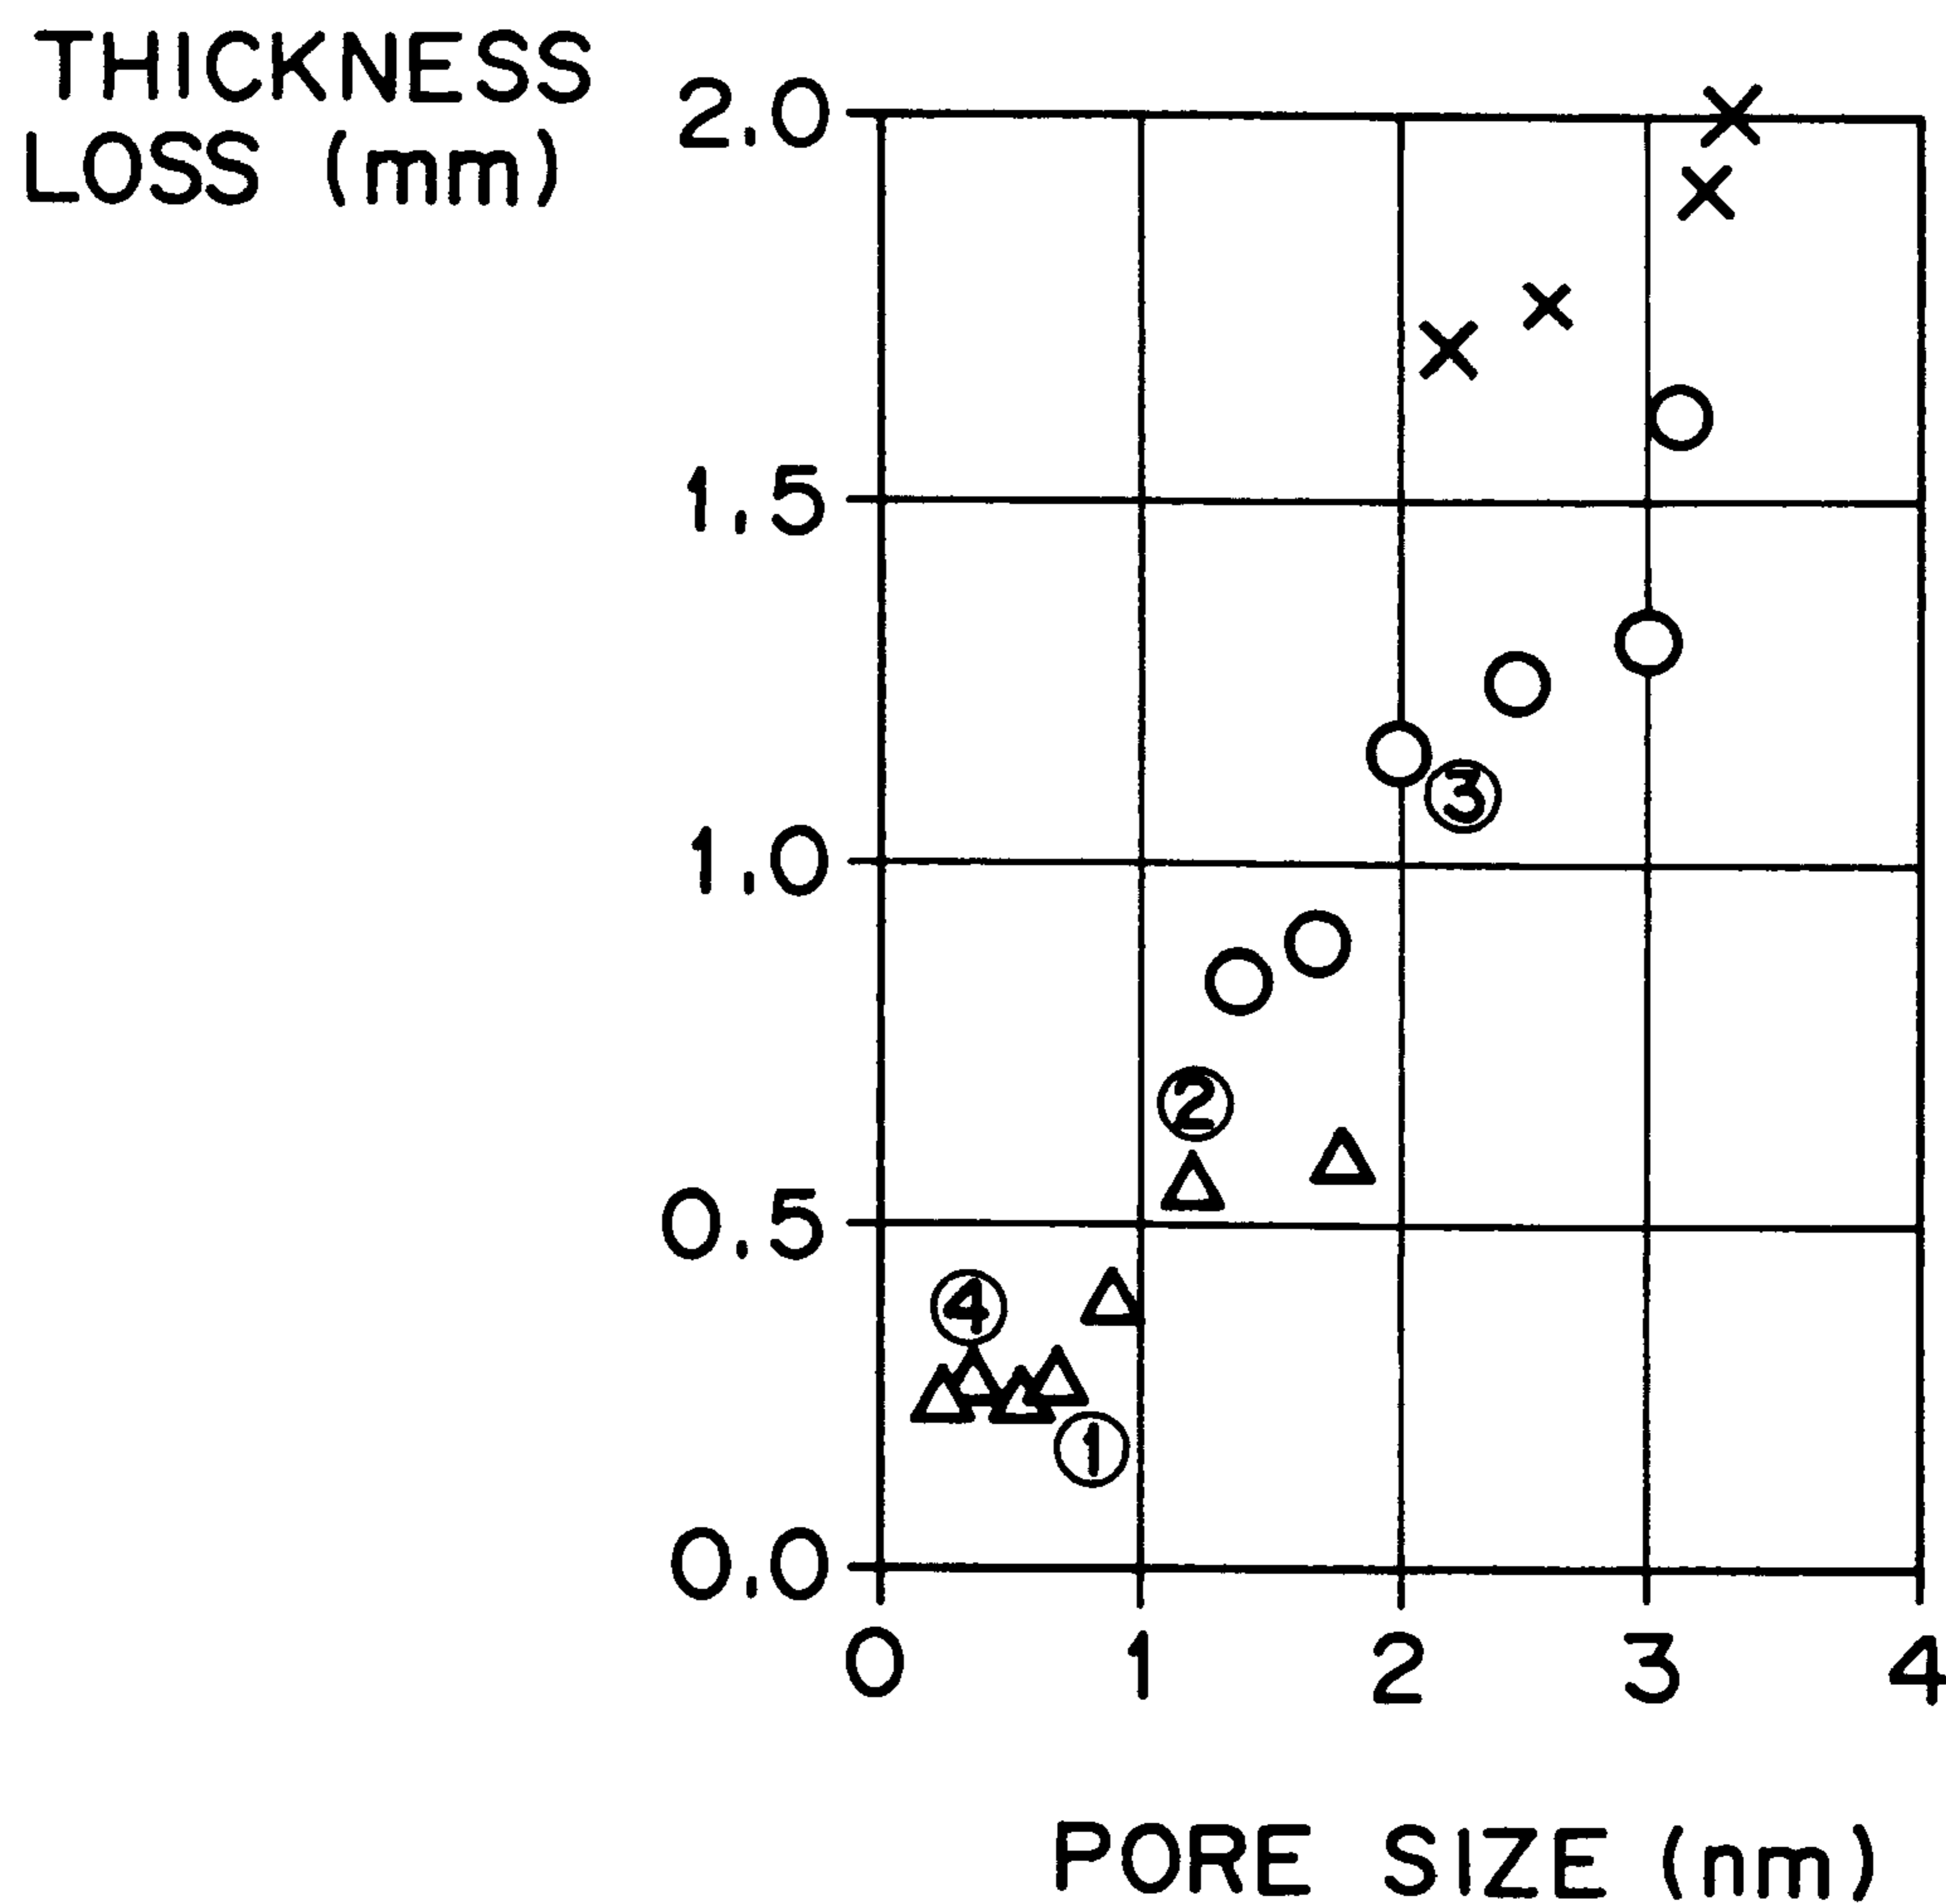 THICKNESS
LOSS (mm)
2.0
1.5
1.0
0.5
0.0
③
②
④
①
0 1 2 3 4
PORE SIZE (nm)